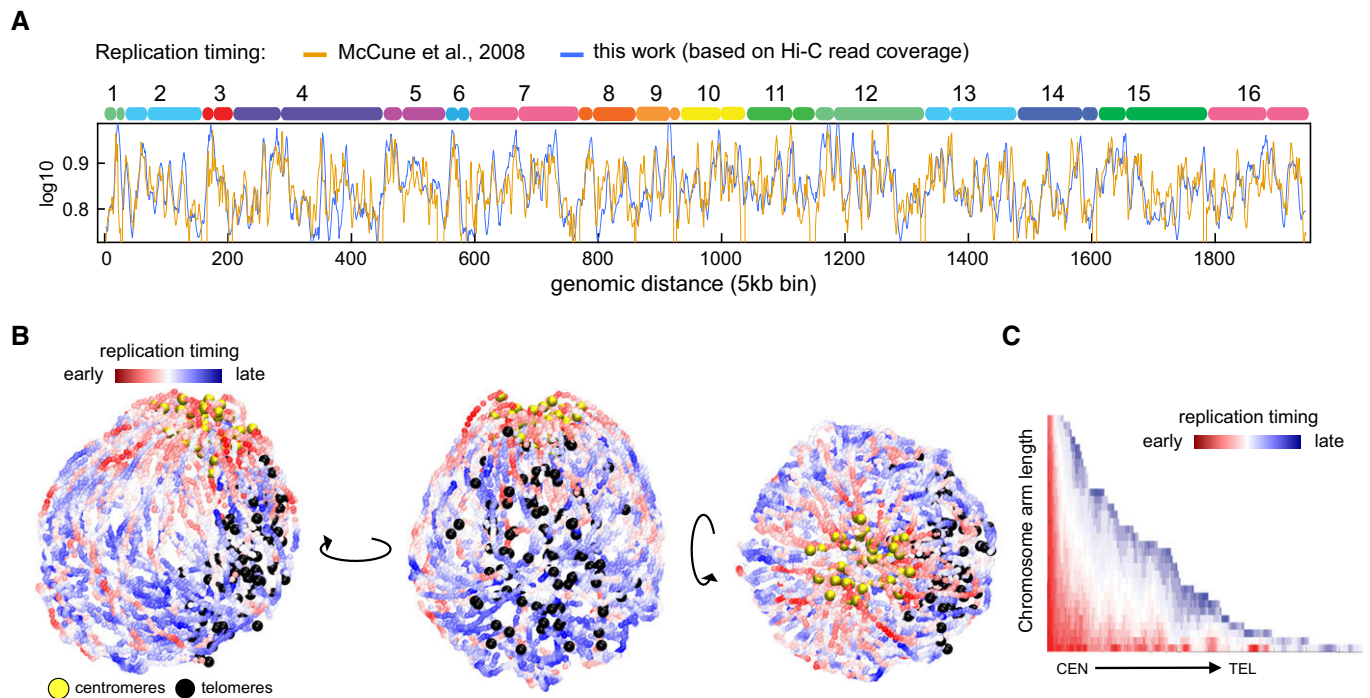 A
Replication timing: McCune et al., 2008 this work (based on Hi-C read coverage)
1 2 3 4 5 6 7 8 9 10 11 12 13 14 15 16
log10
0.9
0.8
0 200 400 600 800 1000 1200 1400 1600 1800
genomic distance (5kb bin)
B
replication timing
early late
centromeres telomeres
C
replication timing
early late
Chromosome arm length
CEN TEL